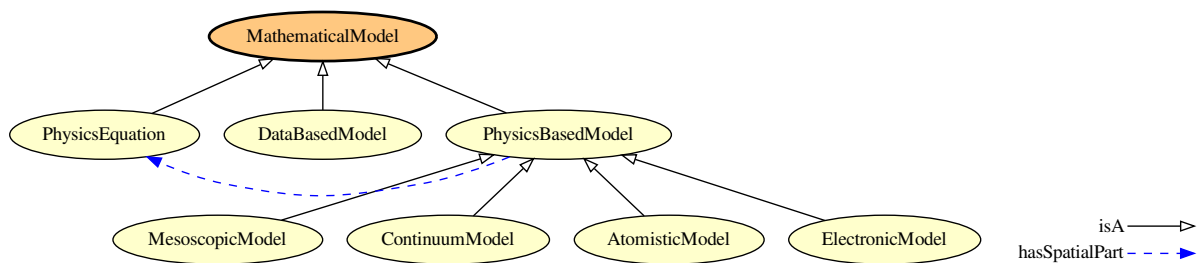 MathematicalModel
PhysicsEquation
DataBasedModel
PhysicsBasedModel
MesoscopicModel
ContinuumModel
AtomisticModel
ElectronicModel
isA
hasSpatialPart